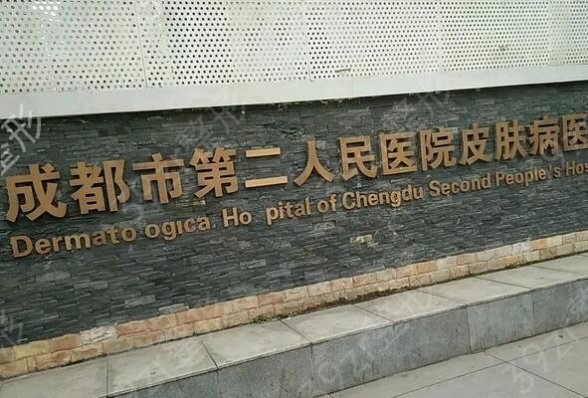 成都市第二人民医院皮肤病医
Dermato ogica Ho pital of Chengdu Second People's Hos